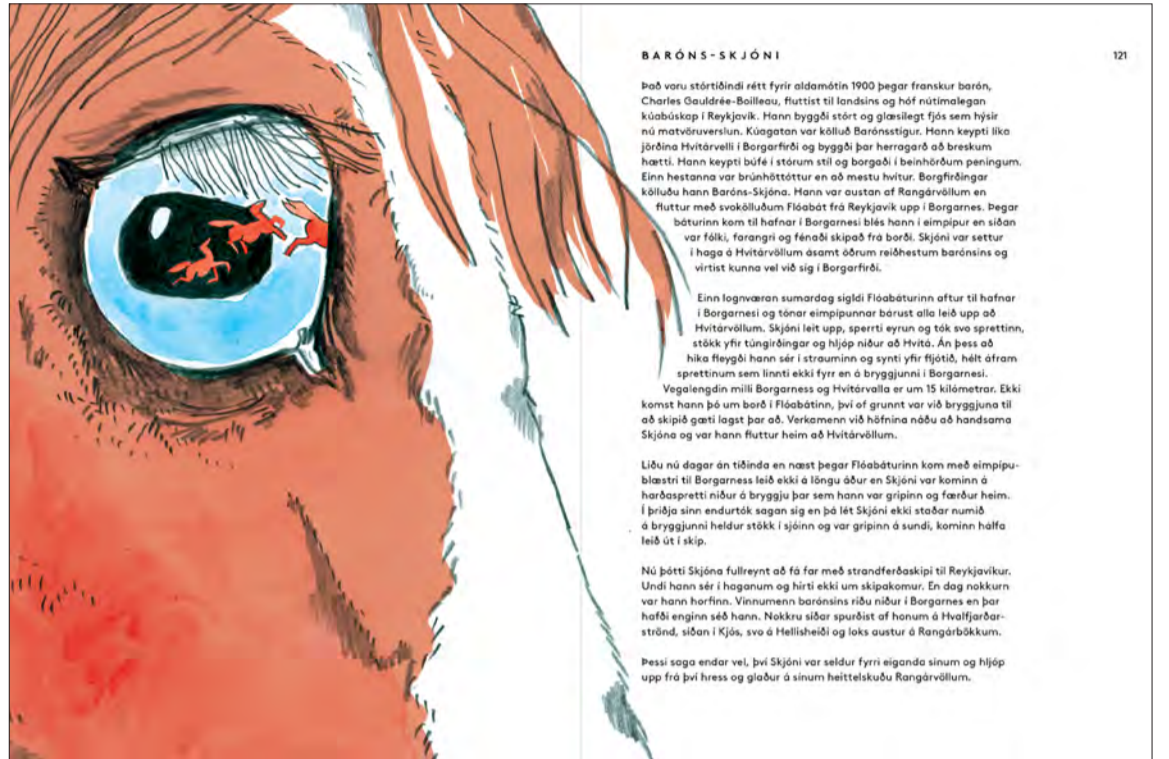 BARÓNS-SKJÓNI
121
Það voru stórtíðindi rétt fyrir aldamótin 1900 þegar franskur barón,
Charles Gauldrée-Boilleau, fluttist til landsins og hóf nútímalegan
kúabúskap í Reykjavík. Hann byggði stórt og glæsilegt fjós sem hýsir
nú matvöruverslun. Kúagatan var kölluð Barónsstígur. Hann keypti líka
jörðina Hvítárvelli í Borgarfirði og byggði þar herragarð að breskum
hætti. Hann keypti búfé í stórum stíl og borgaði í beinhörðum peningum.
Einn hestanna var brúnhöttóttur en að mestu hvítur. Borgfirðingar
kölluðu hann Baróns-Skjóna. Hann var austan af Rangárvöllum en
fluttur með svokölluðum Flóabát frá Reykjavík upp í Borgarnes. Þegar
báturinn kom til hafnar í Borgarnesi blés hann í eimpípur en síðan
var fólki, farangri og fénaði skipað frá borði. Skjóni var settur
í haga á Hvítárvöllum ásamt öðrum reiðhestum barónsins og
virtist kunna vel við sig í Borgarfirði.
Einn lognværan sumardag sigldi Flóabáturinn aftur til hafnar
í Borgarnesi og tónar eimpípunnar bárust alla leið upp að
Hvítárvöllum. Skjóni leit upp, sperrti eyrun og tók svo sprettinn,
stökk yfir túngirðingar og hljóp niður að Hvítá. Án þess að
hika fleygði hann sér í strauminn og synti yfir fljótið, hélt áfram
sprettinum sem linnti ekki fyrr en á bryggjunni í Borgarnesi.
Vegalengdin milli Borgarness og Hvítárvalla er um 15 kílómetrar. Ekki
komst hann þó um borð í Flóabátinn, því of grunnt var við bryggjuna til
að skipið gæti lagst þar að. Verkamenn við höfnina náðu að handsama
Skjóna og var hann fluttur heim að Hvítárvöllum.
Liðu nú dagar án tíðinda en næst þegar Flóabáturinn kom með eimpípu-
blæstri til Borgarness leið ekki á löngu áður en Skjóni var kominn á
harðaspretti niður á bryggju þar sem hann var gripinn og færður heim.
Í þriðja sinn endurtók sagan sig en þá lét Skjóni ekki staðar numið
á bryggjunni heldur stökk í sjóinn og var gripinn á sundi, kominn hálfa
leið út í skip.
Nú þótti Skjóna fullreynt að fá far með strandferðaskipi til Reykjavíkur.
Undi hann sér í haganum og hirti ekki um skipakomur. En dag nokkurn
var hann horfinn. Vinnumenn barónsins riðu niður í Borgarnes en þar
hafði enginn séð hann. Nokkru síðar spurðist af honum á Hvalfjarðar-
strönd, síðan í Kjós, svo á Hellisheiði og loks austur á Rangárbökkum.
Þessi saga endar vel, því Skjóni var seldur fyrri eiganda sínum og hljóp
upp frá því hress og glaður á sínum heittelskuðu Rangárvöllum.